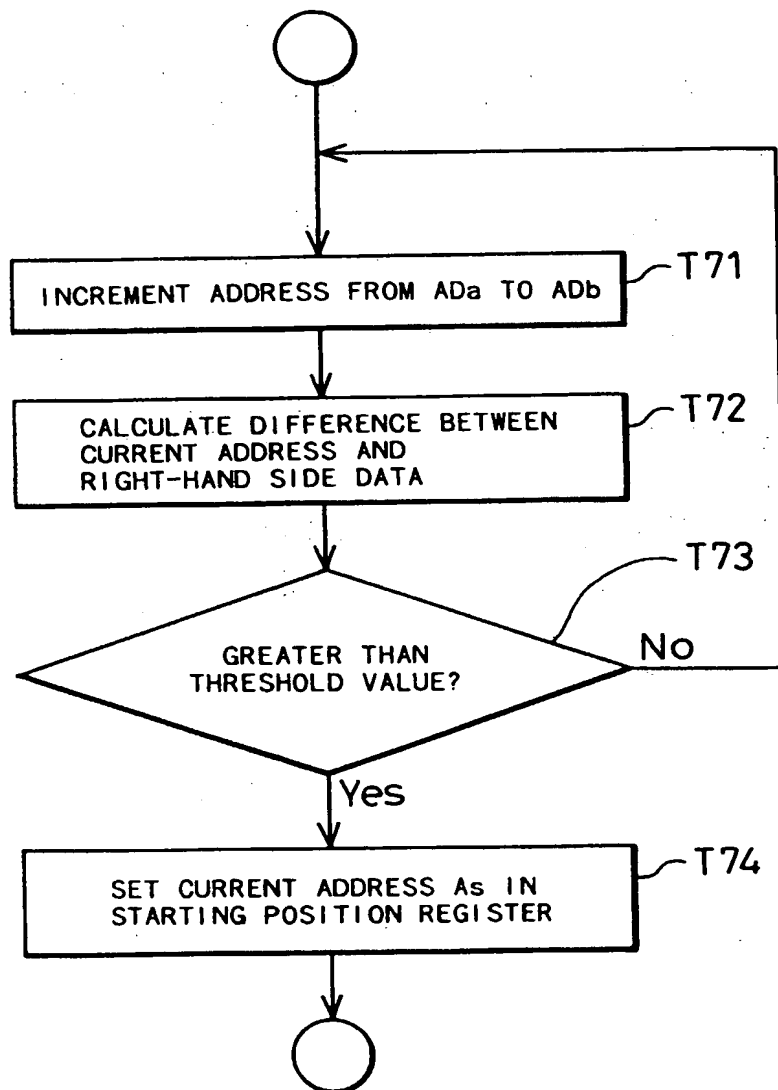 INCREMENT ADDRESS FROM ADa TO ADb
T71
CALCULATE DIFFERENCE BETWEEN
CURRENT ADDRESS AND
RIGHT-HAND SIDE DATA
T72
T73
GREATER THAN
THRESHOLD VALUE?
No
Yes
SET CURRENT ADDRESS As IN
STARTING POSITION REGISTER
T74